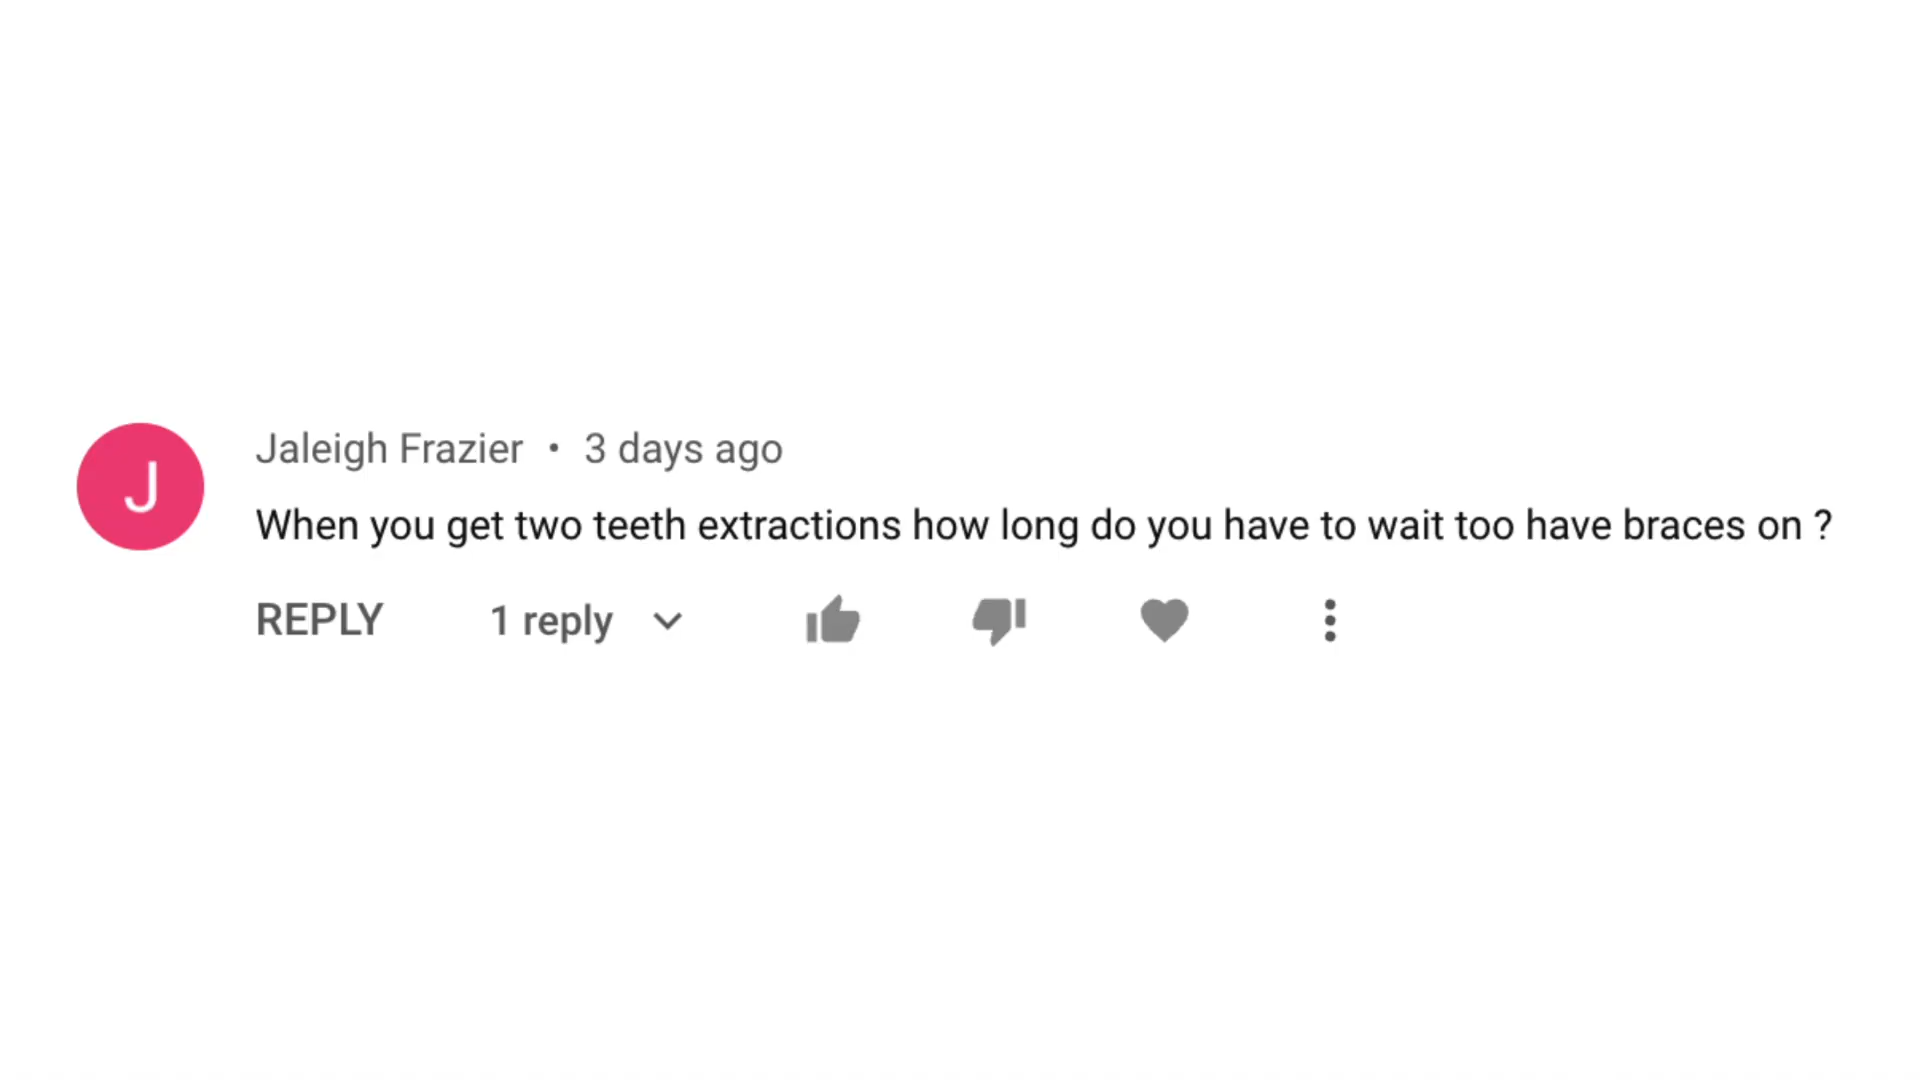 J
Jaleigh Frazier • 3 days ago
When you get two teeth extractions how long do you have to wait too have braces on ?
REPLY 1 reply